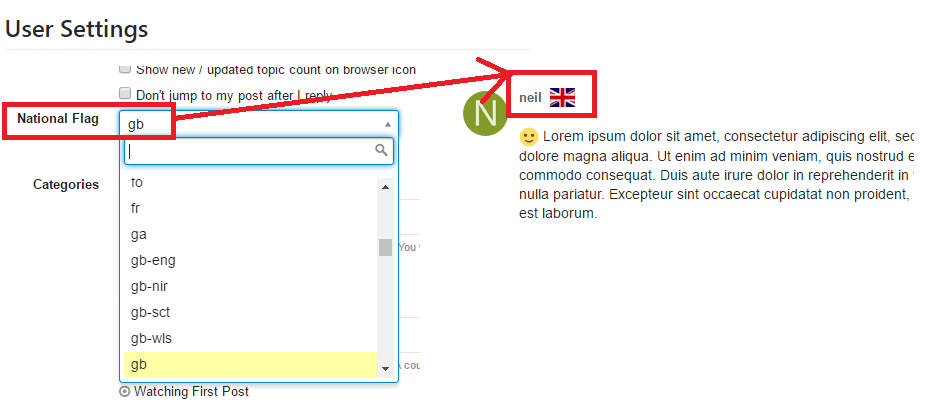 User Settings
Show new / updated topic count on browser icon
Don't jump to my post after I reply
National Flag
gb
fo
fr
ga
gb-eng
gb-nir
gb-sct
gb-wls
gb
Categories
You
cou
Watching First Post
N
neil
Lorem ipsum dolor sit amet, consectetur adipiscing elit, sed
dolore magna aliqua. Ut enim ad minim veniam, quis nostrud e
commodo consequat. Duis aute irure dolor in reprehenderit in
nulla pariatur. Excepteur sint occaecat cupidatat non proident,
est laborum.